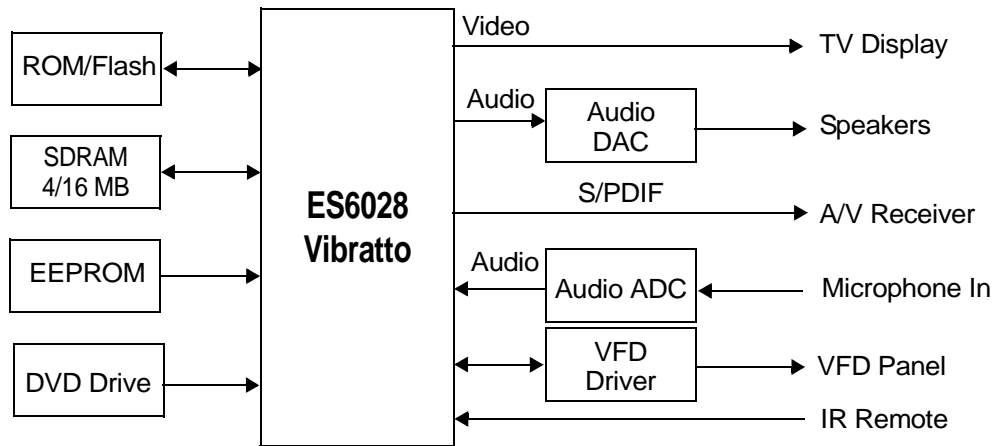 ROM/Flash
SDRAM
4/16 MB
EEPROM
DVD Drive
ES6028
Vibratto
Video
TV Display
Audio
Audio
DAC
Speakers
S/PDIF
A/V Receiver
Audio
Audio ADC
Microphone In
VFD
Driver
VFD Panel
IR Remote